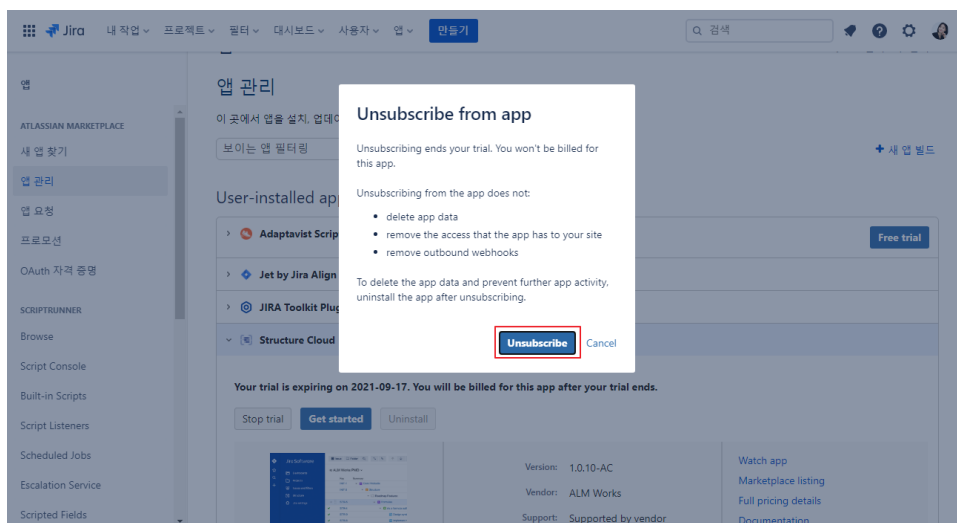 Jira 내 작업 프로젝트 필터 대시보드 사용자 앱 만들기 검색
앱
ATLASSIAN MARKETPLACE
새 앱 찾기
앱 관리
앱 요청
프로모션
OAuth 자격 증명
SCRIPTRUNNER
Browse
Script Console
Built-in Scripts
Script Listeners
Scheduled Jobs
Escalation Service
Scripted Fields
앱 관리
이 곳에서 앱을 설치, 
보이는 앱 필터링
+ 새 앱 빌드
User-installed
Adaptavist
Free trial
Jet by Jira Align
JIRA Toolkit
Structure Cloud
Your trial is expiring on 2021-09-17. You will be billed for this app after your trial ends.
Stop trial Get started Uninstall
Version: 1.0.10-AC
Vendor: ALM Works
Support: Supported by vendor
Watch app
Marketplace listing
Full pricing details
Documentation
Unsubscribe from app
Unsubscribing ends your trial. You won't be billed for
this app.
Unsubscribing from the app does not:
• delete app data
• remove the access that the app has to your site
• remove outbound webhooks
To delete the app data and prevent further app activity,
uninstall the app after unsubscribing.
Unsubscribe Cancel